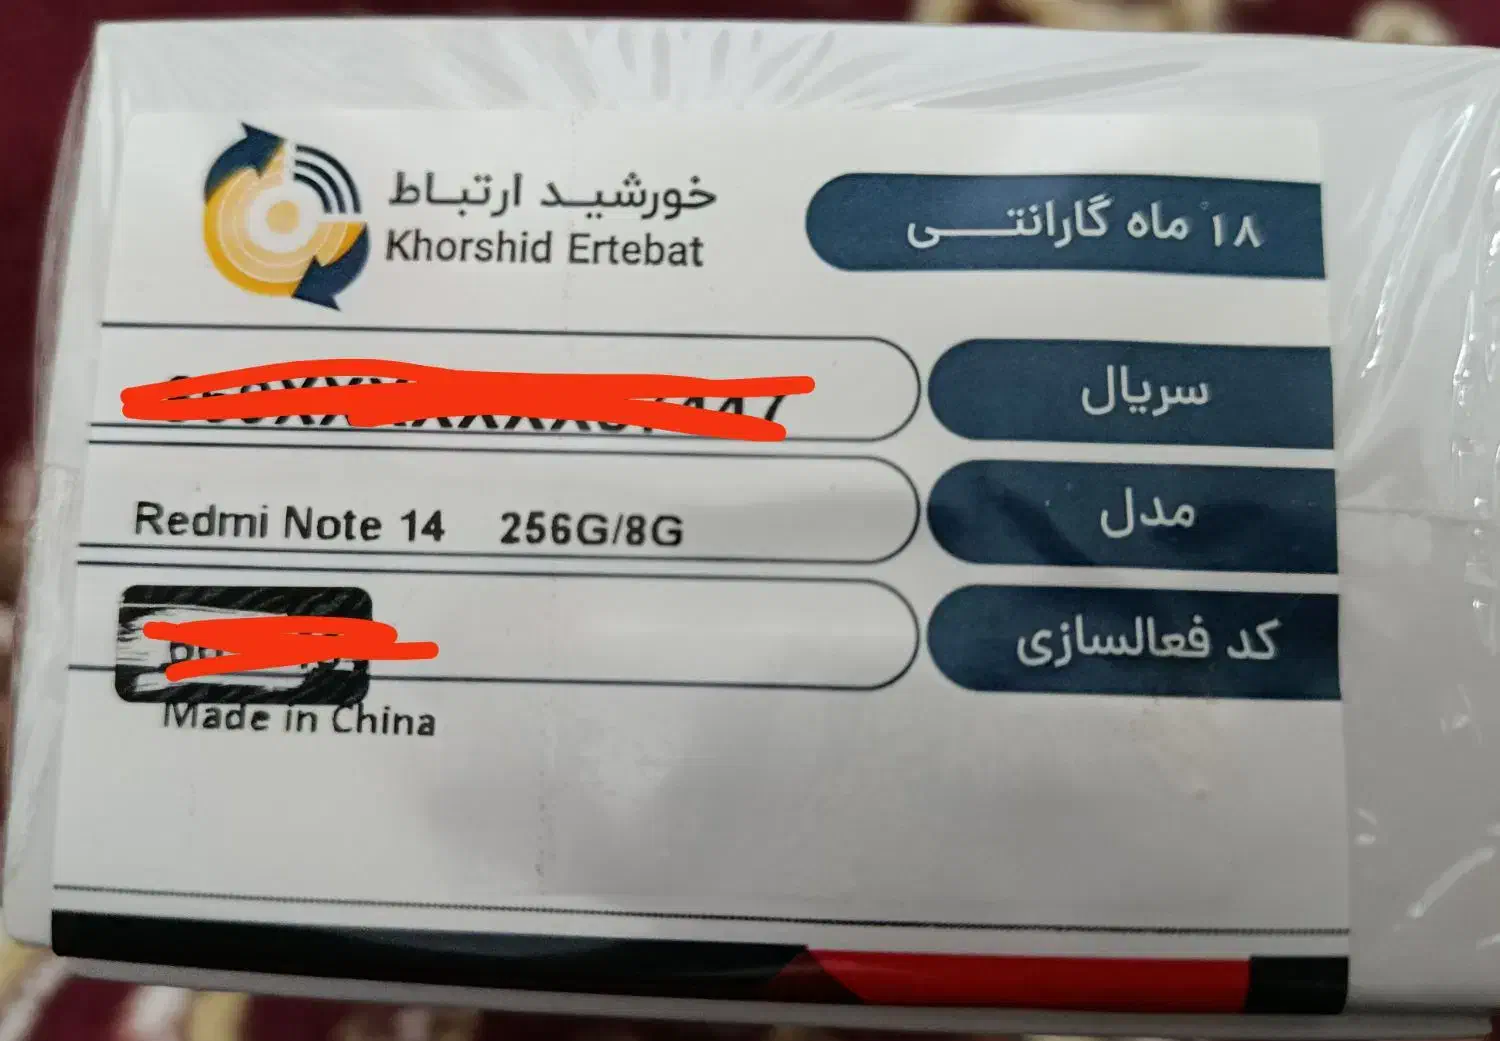 خورشید ارتباط
Khorshid Ertebat
۱۸ ماه گارانتی
سریال
مدل
Redmi Note 14 256G/8G
کد فعالسازی
Made in China